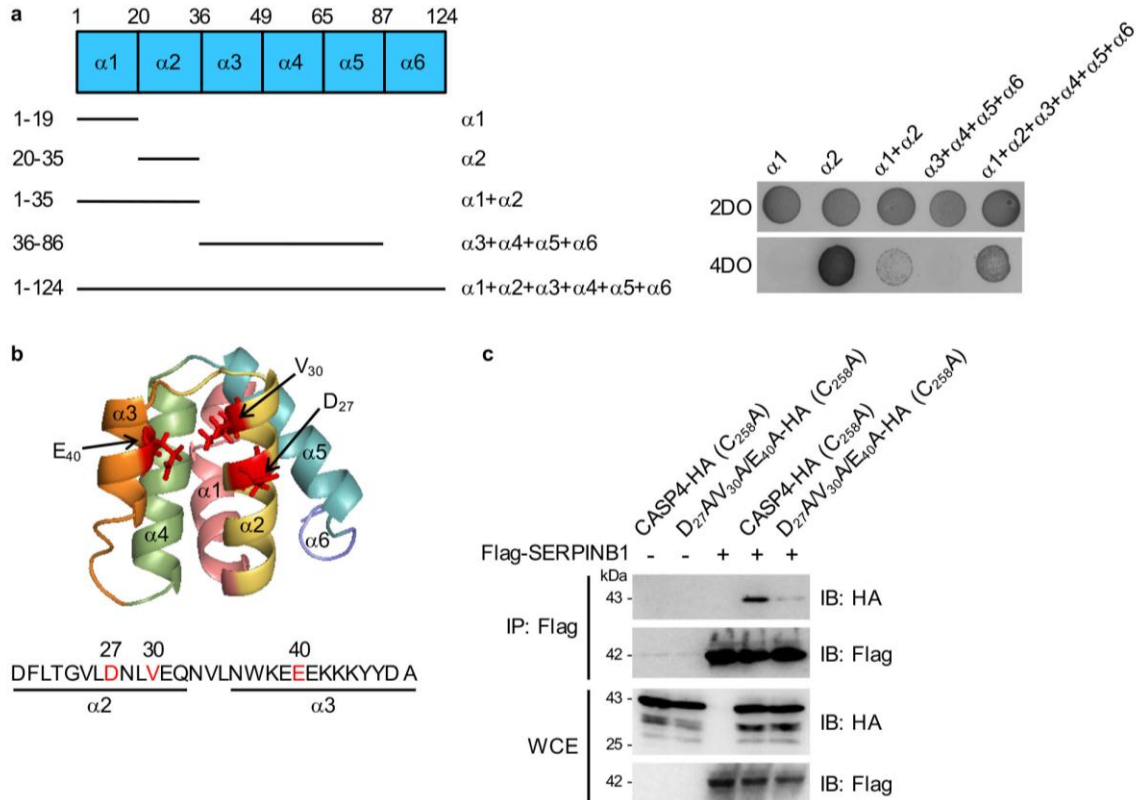 a
1 20 36 49 65 87 124
α1 α2 α3 α4 α5 α6
1-19 α1
20-35 α2
1-35 α1+α2
36-86 α3+α4+α5+α6
1-124 α1+α2+α3+α4+α5+α6
α1 α2 α1+α2 α3+α4+α5+α6 α1+α2+α3+α4+α5+α6
2DO
4DO
b
V30
D27
E40
α3
α5
α1
α4
α2
α6
27 30 40
DFLTGVLDNLVEQNVLNWKEEEKKKYYDA
α2 α3
c
CASP4-HA (C258A)
D27A/V30A/E40A-HA (C258A)
CASP4-HA (C258A)
D27A/V30A/E40A-HA (C258A)
Flag-SERPINB1 - - + + +
kDa
IP: Flag
43 - IB: HA
42 - IB: Flag
WCE
43 - IB: HA
25 -
42 - IB: Flag